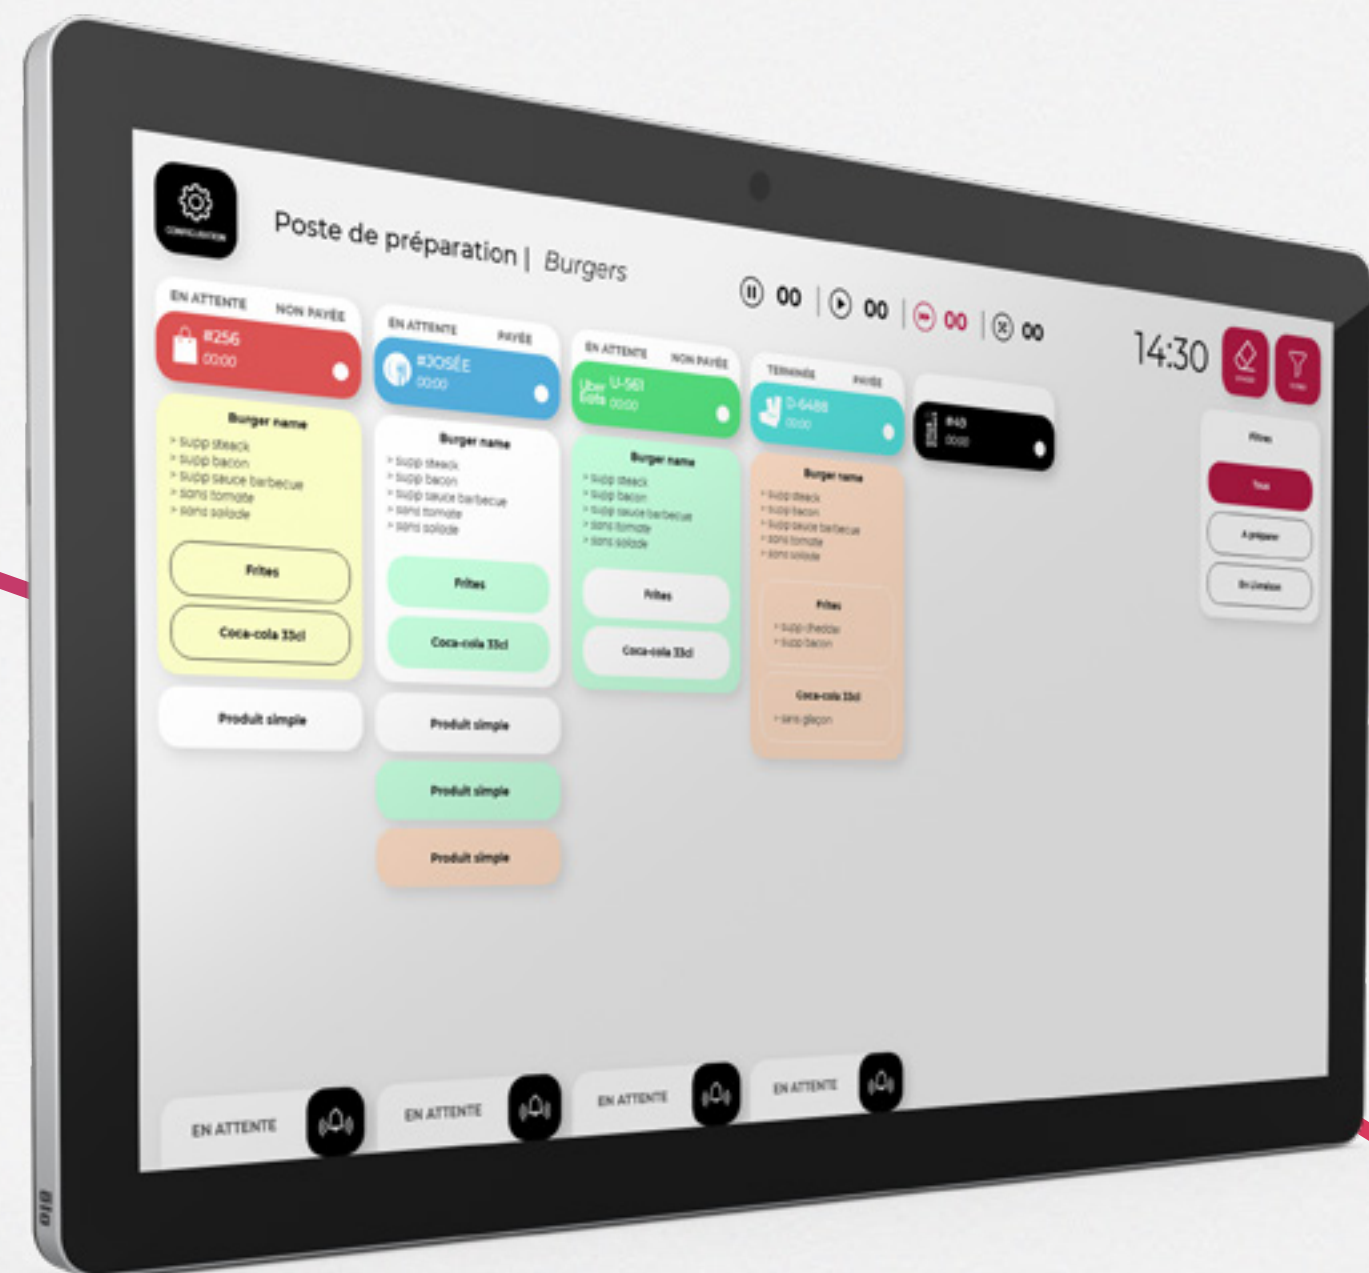 CONFIGURATION
Poste de préparation | Burgers
00 | 00 | 00 | 00
14:30
EN ATTENTE NON PAYÉE
#256
00:00
Burger name
> supp steack
> supp bacon
> supp sauce barbecue
> sans tomate
> sans salade
Frites
Coca-cola 33cl
Produit simple
EN ATTENTE
EN ATTENTE PAYÉE
#JOSÉE
00:00
Burger name
> supp steack
> supp bacon
> supp sauce barbecue
> sans tomate
> sans salade
Frites
Coca-cola 33cl
Produit simple
Produit simple
Produit simple
EN ATTENTE
EN ATTENTE NON PAYÉE
Uber Eats
U-561
00:00
Burger name
> supp steack
> supp bacon
> supp sauce barbecue
> sans tomate
> sans salade
Frites
Coca-cola 33cl
EN ATTENTE
TERMINÉE PAYÉE
D-6488
00:00
Burger name
> supp steack
> supp bacon
> supp sauce barbecue
> sans tomate
> sans salade
Frites
> supp cheddar
> supp bacon
Coca-cola 33cl
> sans glaçon
EN ATTENTE
#49
00:00
Filtres
Tous
A préparer
En Livraison